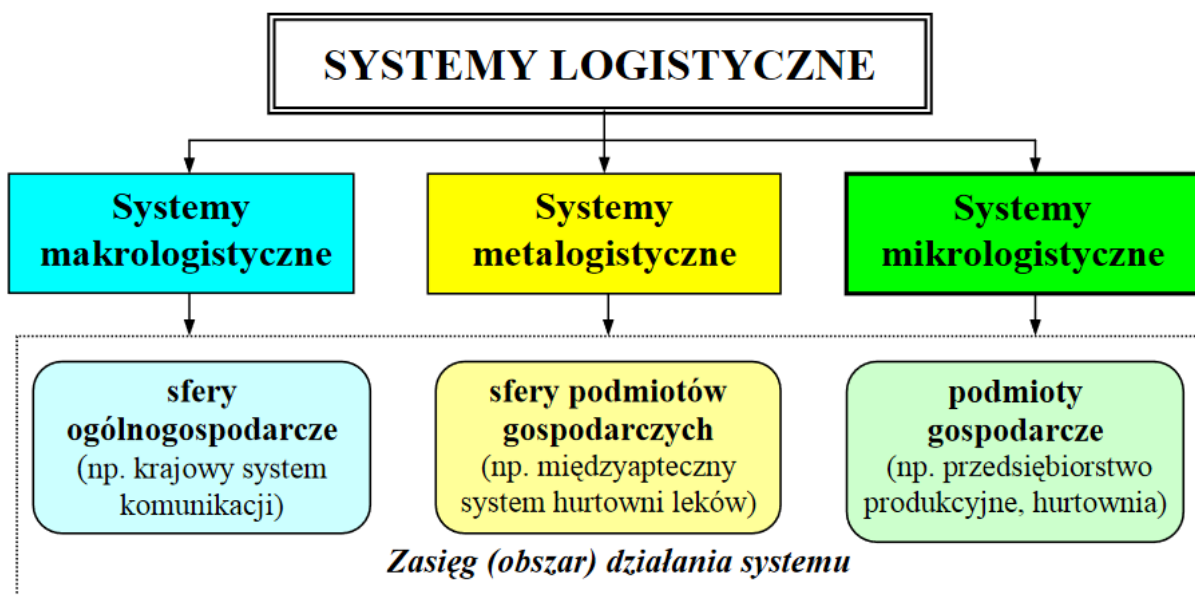 SYSTEMY LOGISTYCZNE
Systemy
makrologistyczne
Systemy
metalogistyczne
Systemy
mikrologistyczne
sfery
ogólnogospodarcze
(np. krajowy system
komunikacji)
sfery podmiotów
gospodarczych
(np. międzyapteczny
system hurtowni leków)
podmioty
gospodarcze
(np. przedsiębiorstwo
produkcyjne, hurtownia)
Zasięg (obszar) działania systemu